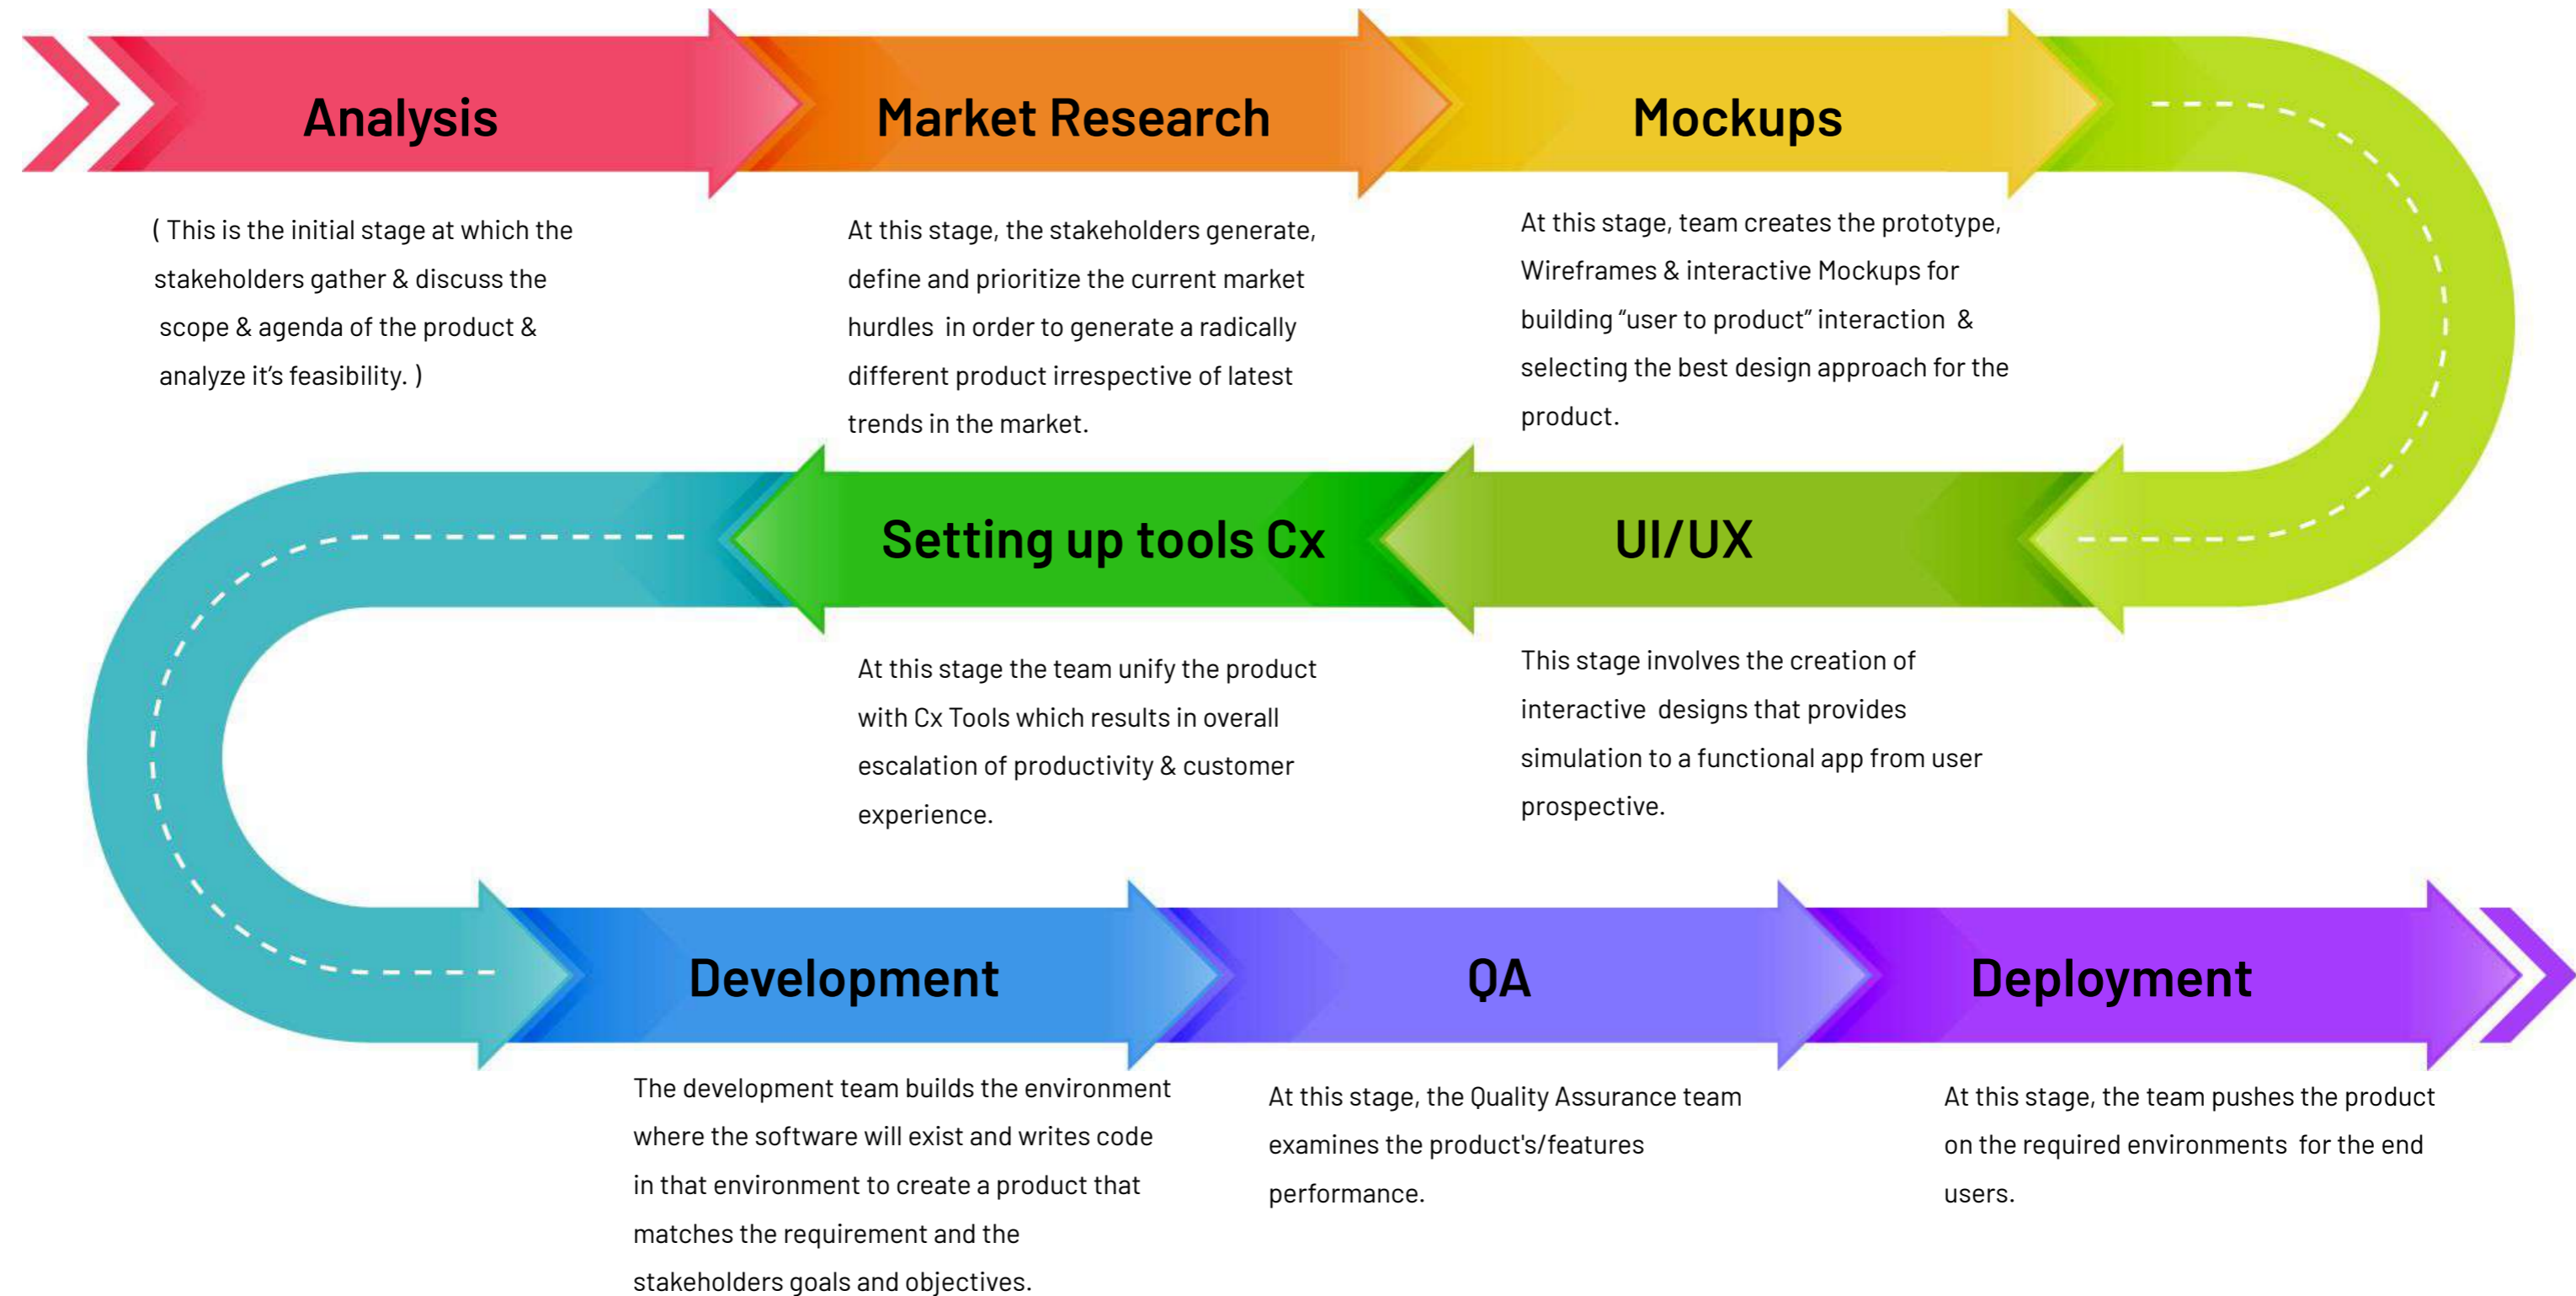 Analysis
( This is the initial stage at which the
stakeholders gather & discuss the
scope & agenda of the product &
analyze it's feasibility. )
Market Research
At this stage, the stakeholders generate,
define and prioritize the current market
hurdles in order to generate a radically
different product irrespective of latest
trends in the market.
Mockups
At this stage, team creates the prototype,
Wireframes & interactive Mockups for
building “user to product” interaction &
selecting the best design approach for the
product.
UI/UX
This stage involves the creation of
interactive designs that provides
simulation to a functional app from user
prospective.
Setting up tools Cx
At this stage the team unify the product
with Cx Tools which results in overall
escalation of productivity & customer
experience.
Development
The development team builds the environment
where the software will exist and writes code
in that environment to create a product that
matches the requirement and the
stakeholders goals and objectives.
QA
At this stage, the Quality Assurance team
examines the product's/features
performance.
Deployment
At this stage, the team pushes the product
on the required environments for the end
users.